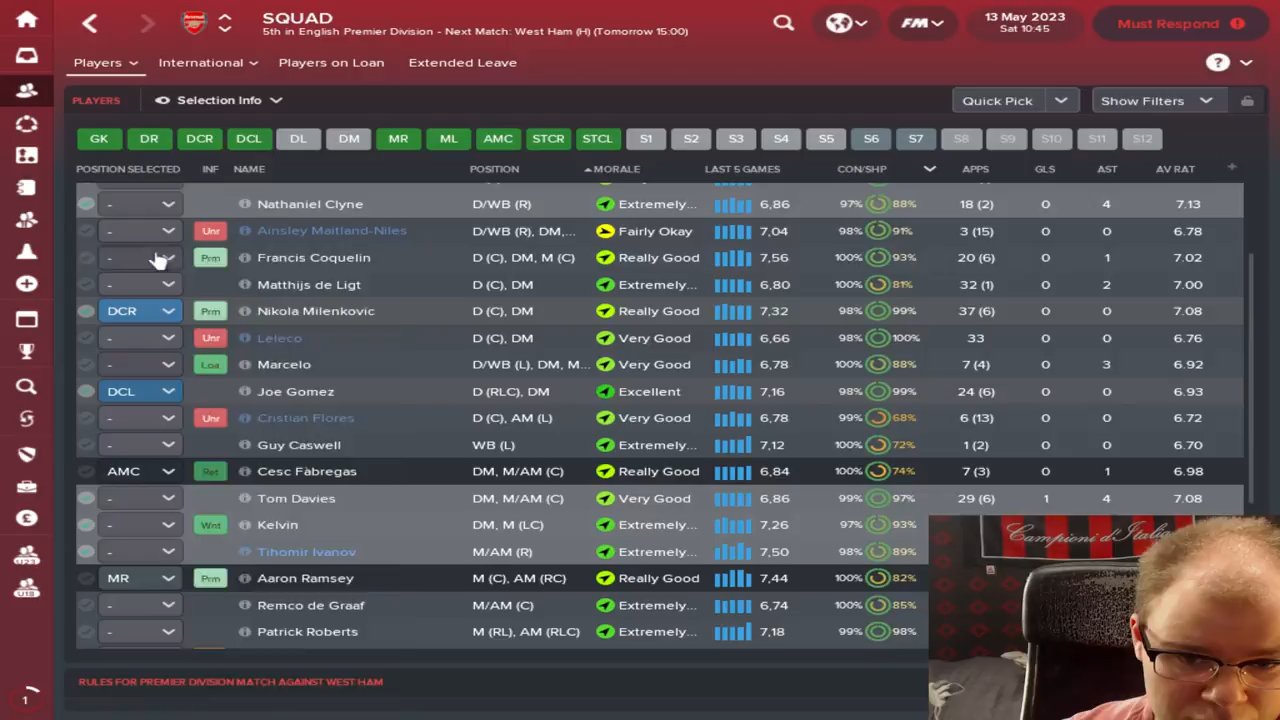 SQUAD
5th in English Premier Division - Next Match: West Ham (H) (Tomorrow 15:00)
FM
13 May 2023
Sat 10:45
Must Respond
Players International Players on Loan Extended Leave
?
PLAYERS Selection Info Quick Pick Show Filters
GK DR DCR DCL DL DM MR ML AMC STCR STCL S1 S2 S3 S4 S5 S6 S7 S8 S9 S10 S11 S12
POSITION SELECTED INF NAME POSITION MORALE LAST 5 GAMES CON/SHP APPS GLS AST AV RAT
- Nathaniel Clyne D/WB (R) Extremely... 6,86 97% 88% 18 (2) 0 4 7.13
- Unr Ainsley Maitland-Niles D/WB (R), DM,... Fairly Okay 7,04 98% 91% 3 (15) 0 0 6.78
- Prm Francis Coquelin D (C), DM, M (C) Really Good 7,56 100% 93% 20 (6) 0 1 7.02
- Matthijs de Ligt D (C), DM Extremely... 6,80 100% 81% 32 (1) 0 2 7.00
DCR Prm Nikola Milenkovic D (C), DM Really Good 7,32 98% 99% 37 (6) 0 0 7.08
- Unr Leleco D (C), DM Very Good 6,66 98% 100% 33 0 0 6.76
- Loa Marcelo D/WB (L), DM, M... Very Good 6,78 100% 88% 7 (4) 0 3 6.92
DCL Joe Gomez D (RLC), DM Excellent 7,16 98% 99% 24 (6) 0 0 6.93
- Unr Cristian Flores D (C), AM (L) Very Good 6,78 99% 68% 6 (13) 0 0 6.72
- Guy Caswell WB (L) Extremely... 7,12 100% 72% 1 (2) 0 0 6.70
AMC Ret Cesc Fàbregas DM, M/AM (C) Really Good 6,84 100% 74% 7 (3) 0 1 6.98
- Tom Davies DM, M/AM (C) Very Good 6,86 99% 97% 29 (6) 1 4 7.08
- Wnt Kelvin DM, M (LC) Extremely... 7,26 97% 93%
- Tihomir Ivanov M/AM (R) Extremely... 7,50 98% 89%
MR Prm Aaron Ramsey M (C), AM (RC) Really Good 7,44 100% 82%
- Remco de Graaf M/AM (C) Extremely... 6,74 100% 85%
- Patrick Roberts M (RL), AM (RLC) Extremely... 7,18 99% 98%
RULES FOR PREMIER DIVISION MATCH AGAINST WEST HAM
Campioni d'Italia
U23
U18
1